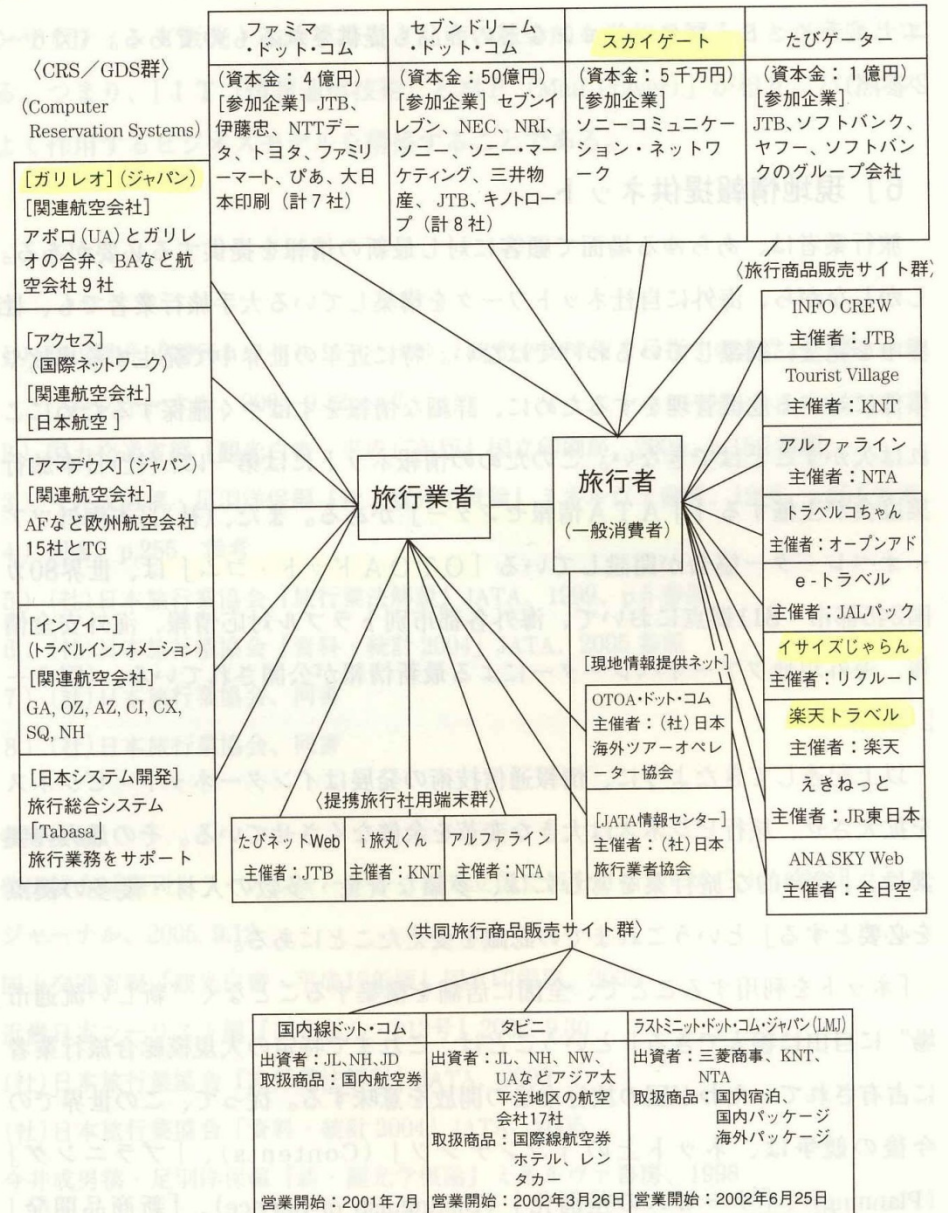 ファミマ
・ドット・コム
(資本金：4億円)
[参加企業] JTB、
伊藤忠、NTTデー
タ、トヨタ、ファミリ
ーマート、ぴあ、大日
本印刷（計7社）
セブンドリーム
・ドット・コム
(資本金：50億円)
[参加企業] セブンイ
レブン、NEC、NRI、
ソニー、ソニー・マー
ケティング、三井物
産、JTB、キノトロー
プ（計8社）
スカイゲート
(資本金：5千万円)
[参加企業]
ソニーコミュニケー
ション・ネットワ
ーク
たびゲーター
(資本金：1億円)
[参加企業]
JTB、ソフトバンク、
ヤフー、ソフトバン
クのグループ会社
〈CRS／GDS群〉
(Computer
Reservation Systems)
[ガリレオ](ジャパン)
[関連航空会社]
アポロ(UA)とガリレ
オの合弁、BAなど航
空会社9社
[アクセス]
(国際ネットワーク)
[関連航空会社]
[日本航空]
[アマデウス](ジャパン)
[関連航空会社]
AFなど欧州航空会社
15社とTG
[インフィニ]
(トラベルインフォメーション)
[関連航空会社]
GA, OZ, AZ, CI, CX,
SQ, NH
[日本システム開発]
旅行総合システム
「Tabasa」
旅行業務をサポート
旅行業者
旅行者
(一般消費者)
〈旅行商品販売サイト群〉
INFO CREW
主催者：JTB
Tourist Village
主催者：KNT
アルファライン
主催者：NTA
トラベルコちゃん
主催者：オープンアド
e-トラベル
主催者：JALパック
イサイズじゃらん
主催者：リクルート
楽天トラベル
主催者：楽天
えきねっと
主催者：JR東日本
ANA SKY Web
主催者：全日空
[現地情報提供ネット]
OTOA・ドット・コム
主催者：(社)日本
海外ツアーオペレー
ター協会
[JATA情報センター]
主催者：(社)日本
旅行業者協会
〈提携旅行社用端末群〉
たびネットWeb
主催者：JTB
i旅丸くん
主催者：KNT
アルファライン
主催者：NTA
〈共同旅行商品販売サイト群〉
国内線ドット・コム
出資者：JL、NH、JD
取扱商品：国内航空券
営業開始：2001年7月
タビニ
出資者：JL、NH、NW、
UAなどアジア太
平洋地区の航空
会社17社
取扱商品：国際線航空券
ホテル、レン
タカー
営業開始：2002年3月26日
ラストミニット・ドット・コム・ジャパン(LMJ)
出資者：三菱商事、KNT、
NTA
取扱商品：国内宿泊、
国内パッケージ
海外パッケージ
営業開始：2002年6月25日